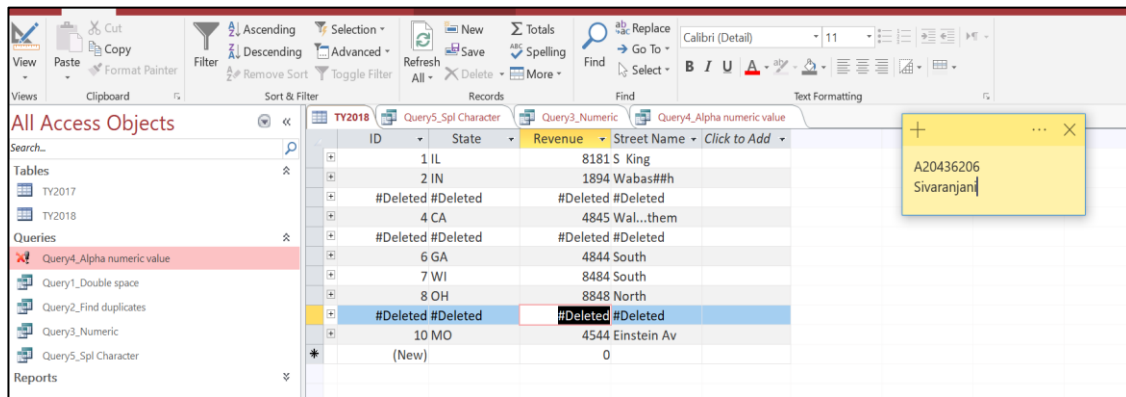 Cut
Copy
Format Painter
View
Paste
Views
Clipboard
Filter
Ascending
Descending
Remove Sort
Selection
Advanced
Toggle Filter
Sort & Filter
Refresh All
New
Save
Delete
Totals
Spelling
More
Records
Find
Replace
Go To
Select
Find
Calibri (Detail) 11
B I U A
Text Formatting
All Access Objects
Search...
Tables
TY2017
TY2018
Queries
Query4_Alpha numeric value
Query1_Double space
Query2_Find duplicates
Query3_Numeric
Query5_Spl Character
Reports
TY2018 Query5_Spl Character Query3_Numeric Query4_Alpha numeric value
ID State Revenue Street Name Click to Add
1 IL 8181 S  King
2 IN 1894 Wabas##h
#Deleted #Deleted #Deleted #Deleted
4 CA 4845 Wal...them
#Deleted #Deleted #Deleted #Deleted
6 GA 4844 South
7 WI 8484 South
8 OH 8848 North
#Deleted #Deleted #Deleted #Deleted
10 MO 4544 Einstein Av
(New) 0
A20436206
Sivaranjani